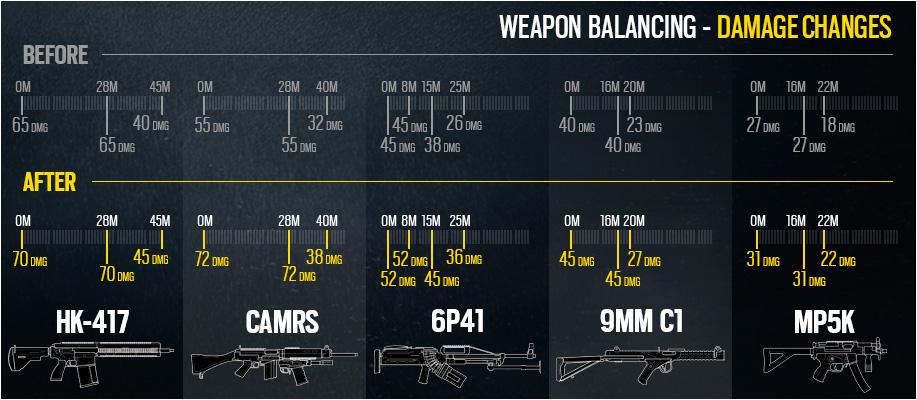 WEAPON BALANCING - DAMAGE CHANGES
BEFORE
0M 28M 45M 0M 28M 40M 0M 8M 15M 25M 0M 16M 20M 0M 16M 22M
65 DMG 40 DMG 55 DMG 32 DMG 45 DMG 26 DMG 40 DMG 23 DMG 27 DMG 18 DMG
65 DMG 55 DMG 45 DMG 38 DMG 40 DMG 27 DMG
AFTER
0M 28M 45M 0M 28M 40M 0M 8M 15M 25M 0M 16M 20M 0M 16M 22M
70 DMG 45 DMG 72 DMG 38 DMG 52 DMG 36 DMG 45 DMG 27 DMG 31 DMG 22 DMG
70 DMG 72 DMG 52 DMG 45 DMG 45 DMG 31 DMG
HK-417 CAMRS 6P41 9MM C1 MP5K